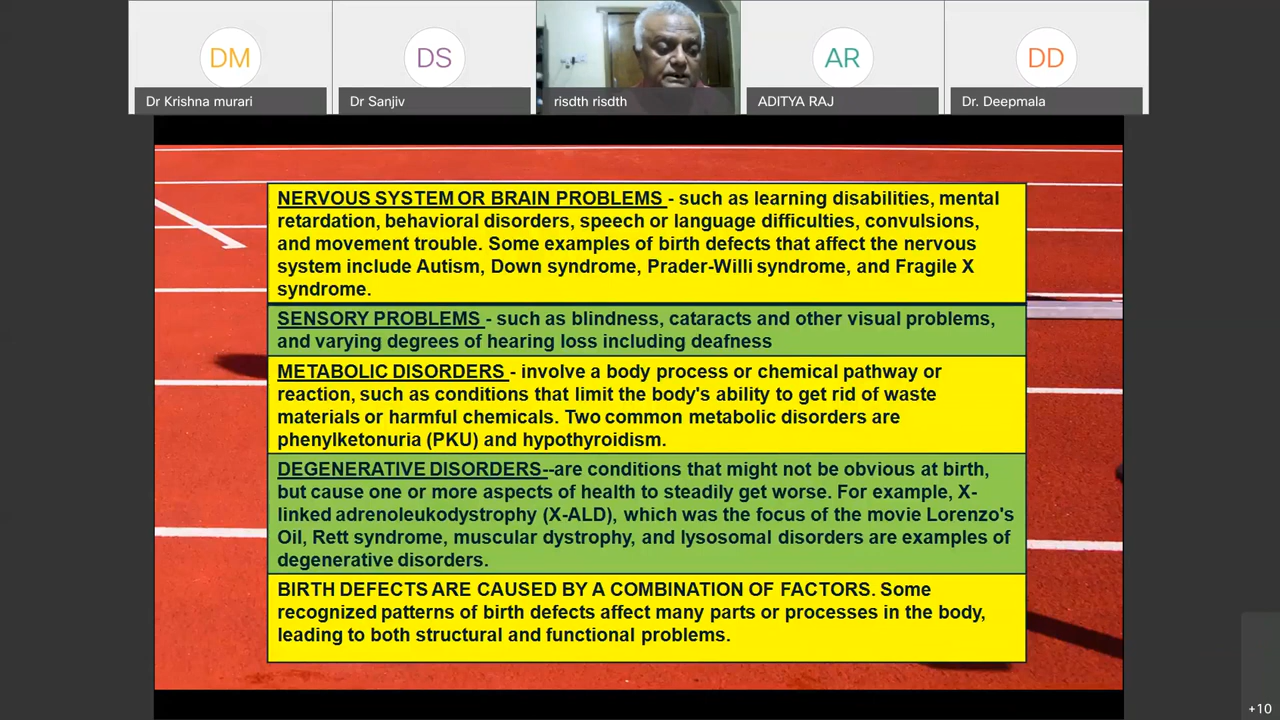 DM
DS
AR
DD
Dr Krishna murari
Dr Sanjiv
risdth risdth
ADITYA RAJ
Dr. Deepmala
NERVOUS SYSTEM OR BRAIN PROBLEMS - such as learning disabilities, mental
retardation, behavioral disorders, speech or language difficulties, convulsions,
and movement trouble. Some examples of birth defects that affect the nervous
system include Autism, Down syndrome, Prader-Willi syndrome, and Fragile X
syndrome.
SENSORY PROBLEMS - such as blindness, cataracts and other visual problems,
and varying degrees of hearing loss including deafness
METABOLIC DISORDERS - involve a body process or chemical pathway or
reaction, such as conditions that limit the body's ability to get rid of waste
materials or harmful chemicals. Two common metabolic disorders are
phenylketonuria (PKU) and hypothyroidism.
DEGENERATIVE DISORDERS--are conditions that might not be obvious at birth,
but cause one or more aspects of health to steadily get worse. For example, X-
linked adrenoleukodystrophy (X-ALD), which was the focus of the movie Lorenzo's
Oil, Rett syndrome, muscular dystrophy, and lysosomal disorders are examples of
degenerative disorders.
BIRTH DEFECTS ARE CAUSED BY A COMBINATION OF FACTORS. Some
recognized patterns of birth defects affect many parts or processes in the body,
leading to both structural and functional problems.
+10